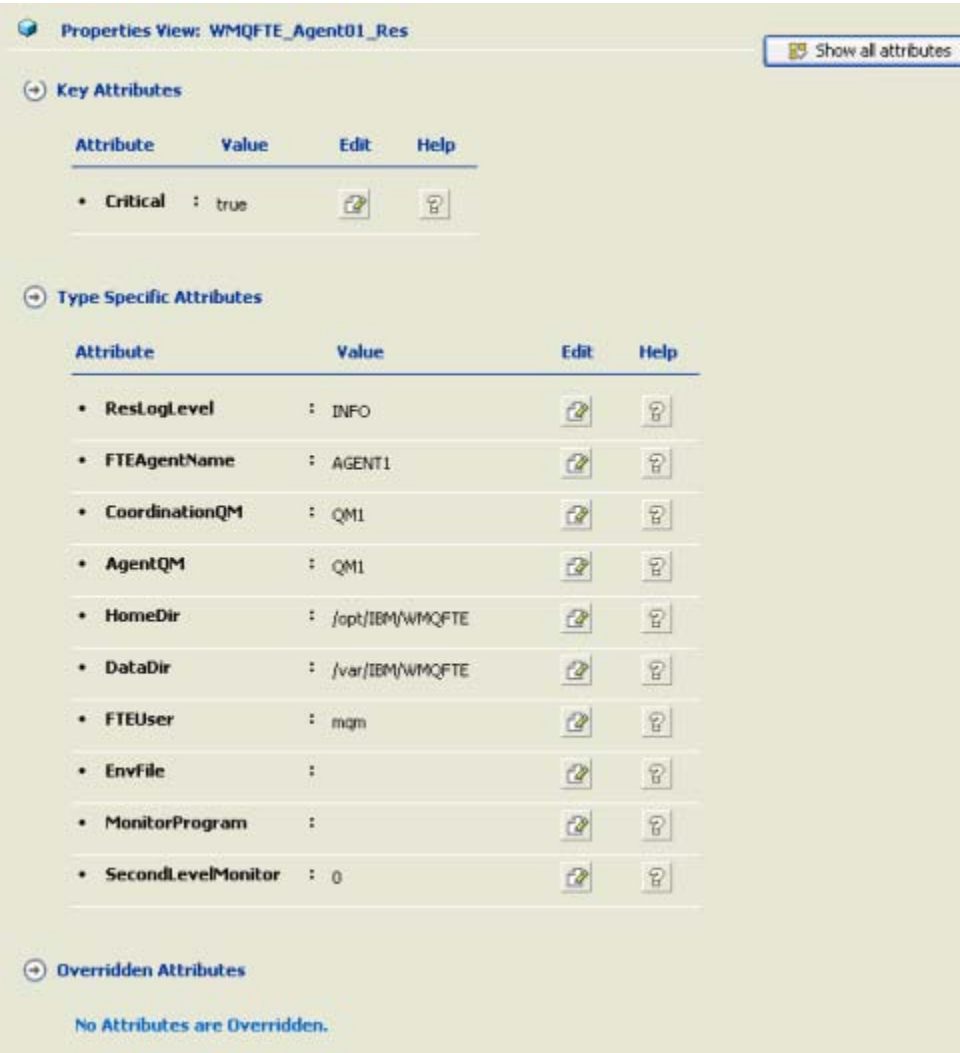 Properties View: WMQFTE_Agent01_Res
Show all attributes
Key Attributes
Attribute Value Edit Help
• Critical : true
Type Specific Attributes
Attribute Value Edit Help
• ResLogLevel : INFO
• FTEAgentName : AGENT1
• CoordinationQM : QM1
• AgentQM : QM1
• HomeDir : /opt/IBM/WMQFTE
• DataDir : /var/IBM/WMQFTE
• FTEUser : mqm
• EnvFile :
• MonitorProgram :
• SecondLevelMonitor : 0
Overridden Attributes
No Attributes are Overridden.